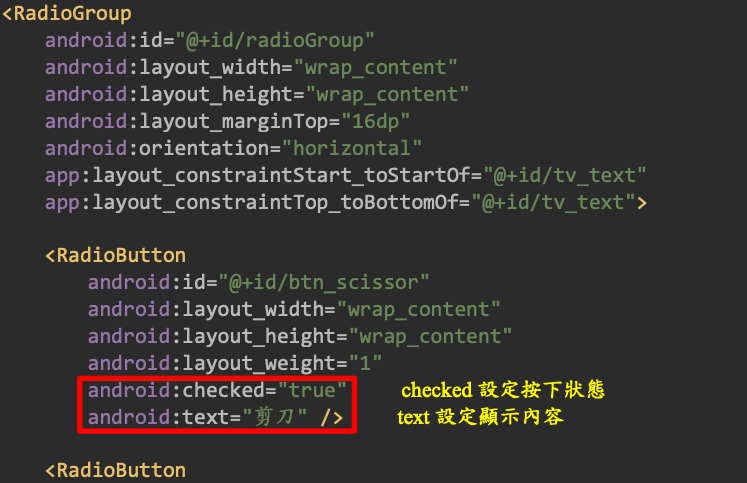 <RadioGroup
android:id="@+id/radioGroup"
android:layout_width="wrap_content"
android:layout_height="wrap_content"
android:layout_marginTop="16dp"
android:orientation="horizontal"
app:layout_constraintStart_toStartOf="@+id/tv_text"
app:layout_constraintTop_toBottomOf="@+id/tv_text">
<RadioButton
android:id="@+id/btn_scissor"
android:layout_width="wrap_content"
android:layout_height="wrap_content"
android:layout_weight="1"
android:checked="true" checked 設定按下狀態
android:text="剪刀" /> text 設定顯示內容
<RadioButton